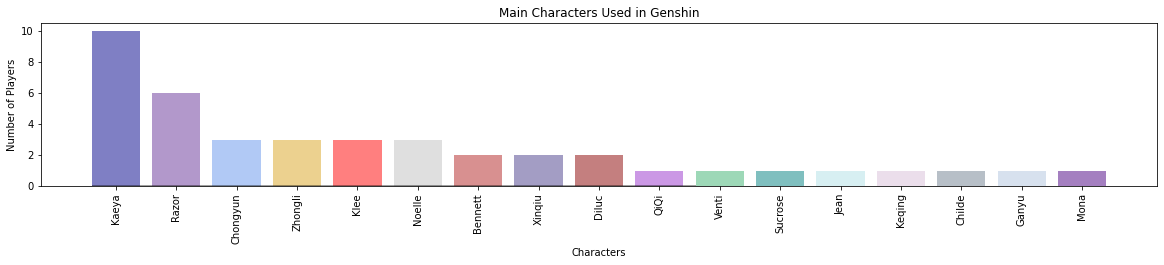 Main Characters Used in Genshin
Number of Players
10
8
6
4
2
0
Kaeya
Razor
Chongyun
Zhongli
Klee
Noelle
Bennett
Xinqiu
Diluc
QiQi
Venti
Sucrose
Jean
Keqing
Childe
Ganyu
Mona
Characters